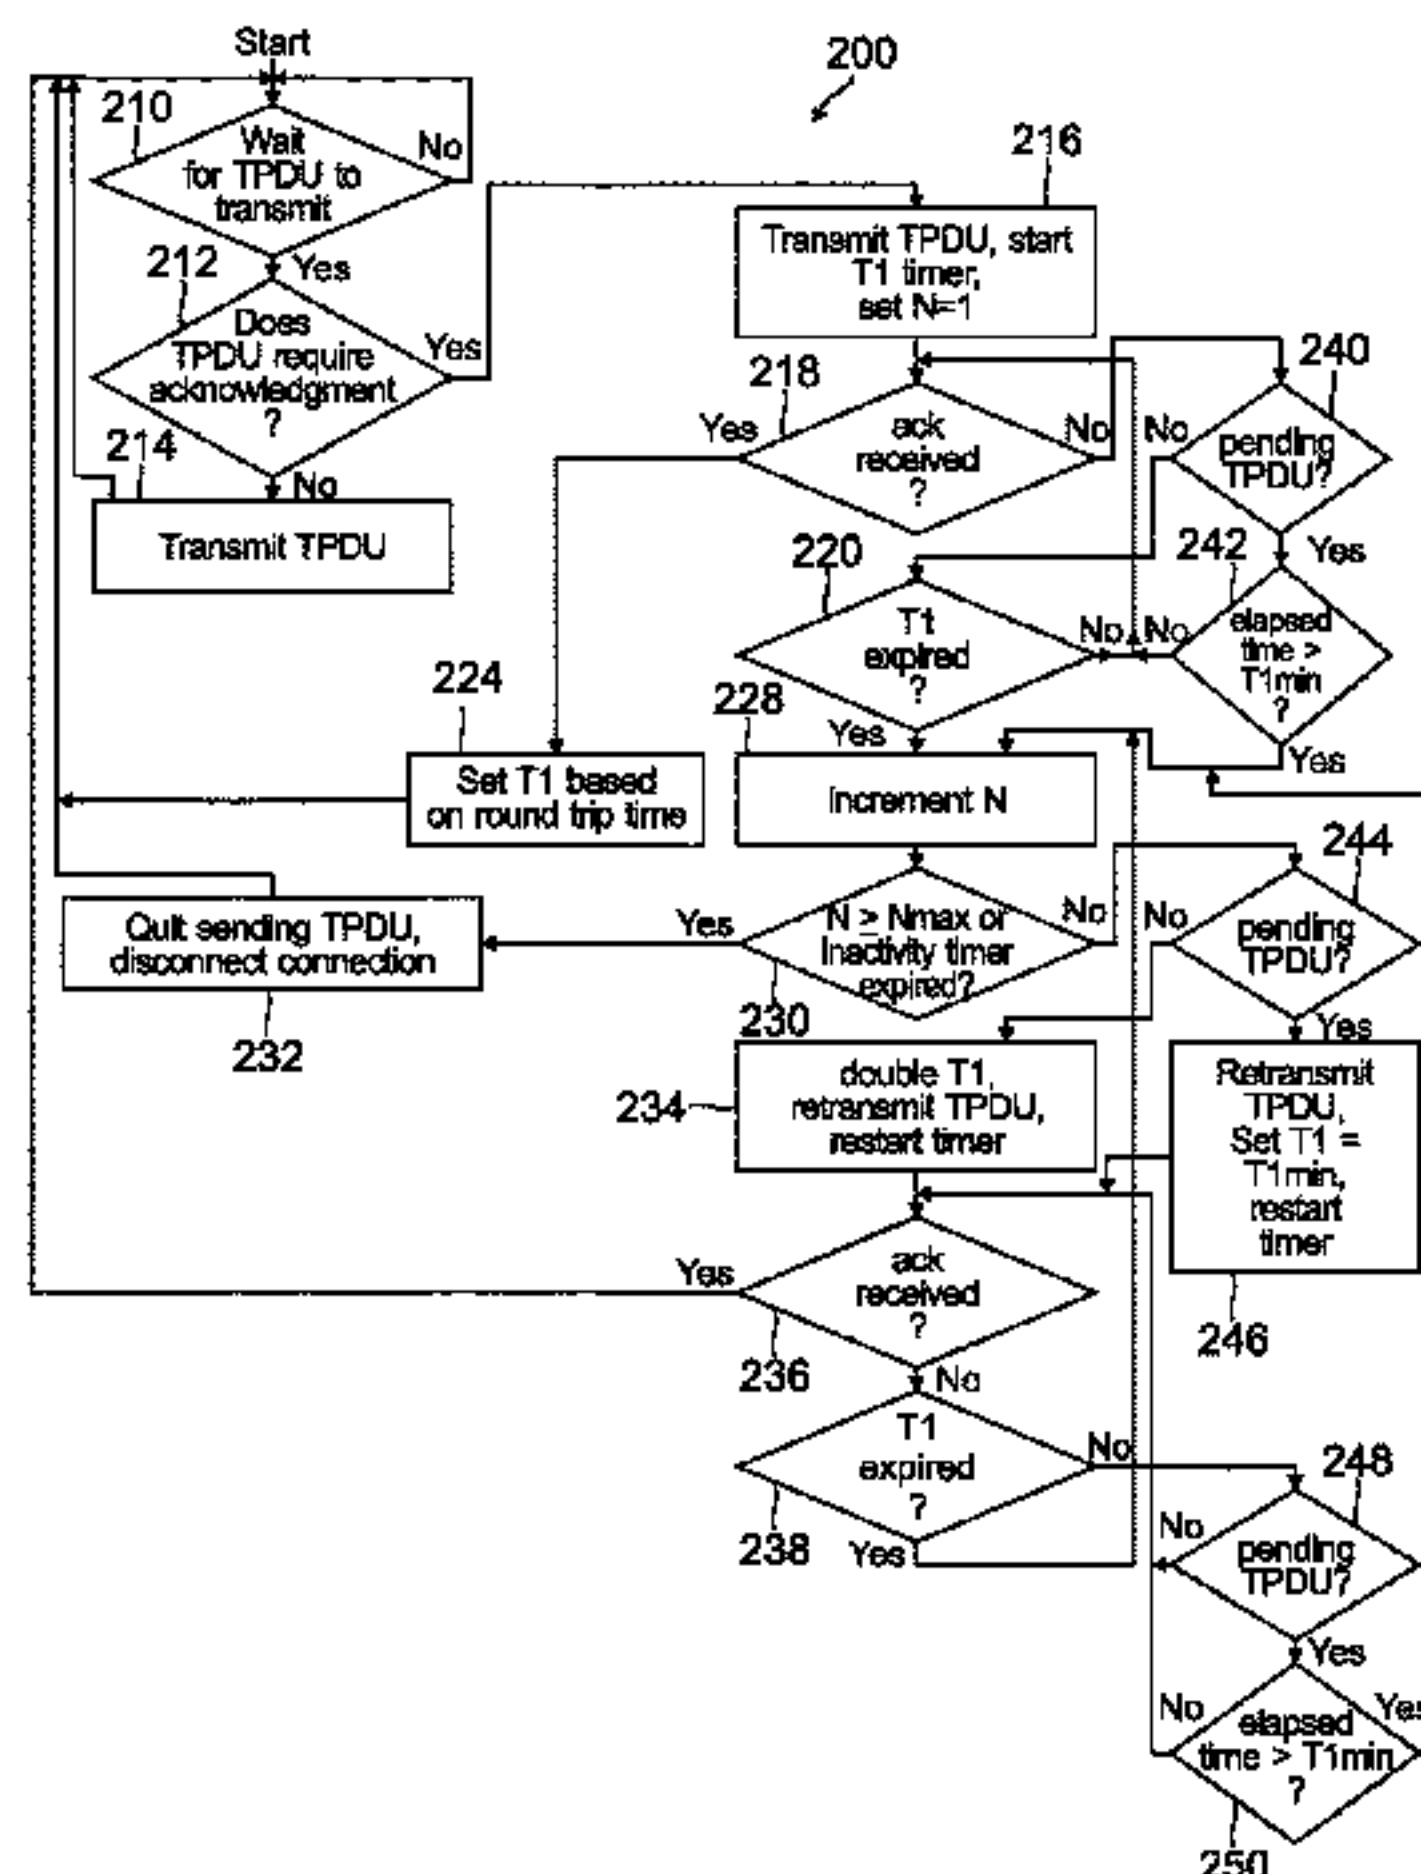 Start
200
210
Wait
for TPDU to
transmit
No
216
Transmit TPDU, start
T1 timer,
set N=1
212
Yes
Does
TPDU require
acknowledgment
?
Yes
214
No
Transmit TPDU
218
Yes
ack
received
?
No
240
No
pending
TPDU?
Yes
220
T1
expired
?
No
Yes
242
No
elapsed
time >
T1min
?
Yes
224
Set T1 based
on round trip time
228
Increment N
Quit sending TPDU,
disconnect connection
232
Yes
N ≥ Nmax or
Inactivity timer
expired?
No
230
244
No
pending
TPDU?
Yes
234
double T1,
retransmit TPDU,
restart timer
Retransmit
TPDU,
Set T1 =
T1min,
restart
timer
246
Yes
ack
received
?
236
No
T1
expired
?
No
238
Yes
248
No
pending
TPDU?
Yes
No
elapsed
time > T1min
?
Yes
250